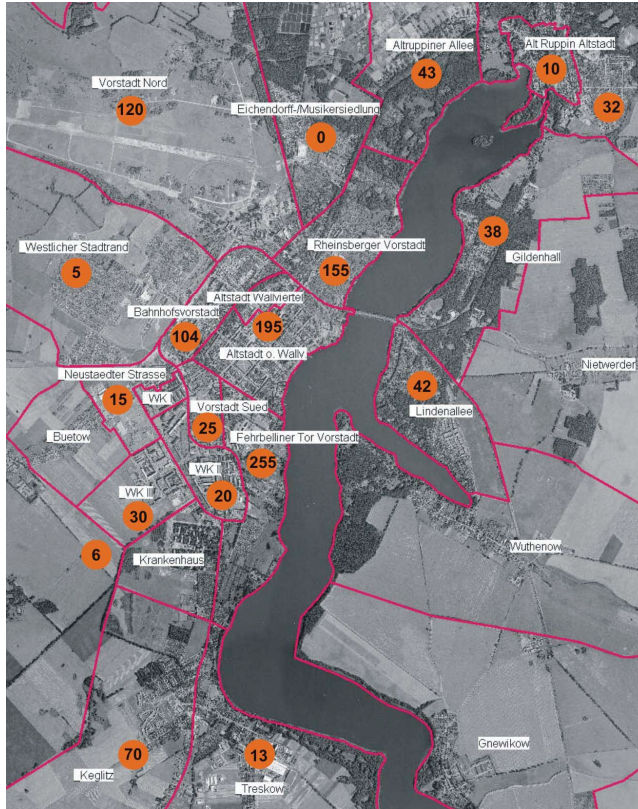 Altruppiner Allee
43
Alt Ruppin Altstadt
10
32
Vorstadt Nord
120
Eichendorff-/Musikersiedlung
0
38
Gildenhall
Westlicher Stadtrand
5
Rheinsberger Vorstadt
155
Altstadt Wallviertel
195
Bahnhofsvorstadt
104
Altstadt o. Wallv.
Nietwerder
Neustaedter Strasse
15
WK I
42
Lindenallee
Vorstadt Sued
25
Buetow
Fehrbelliner Tor Vorstadt
255
WK II
20
WK III
30
6
Krankenhaus
Wuthenow
70
Keglitz
13
Treskow
Gnewikow